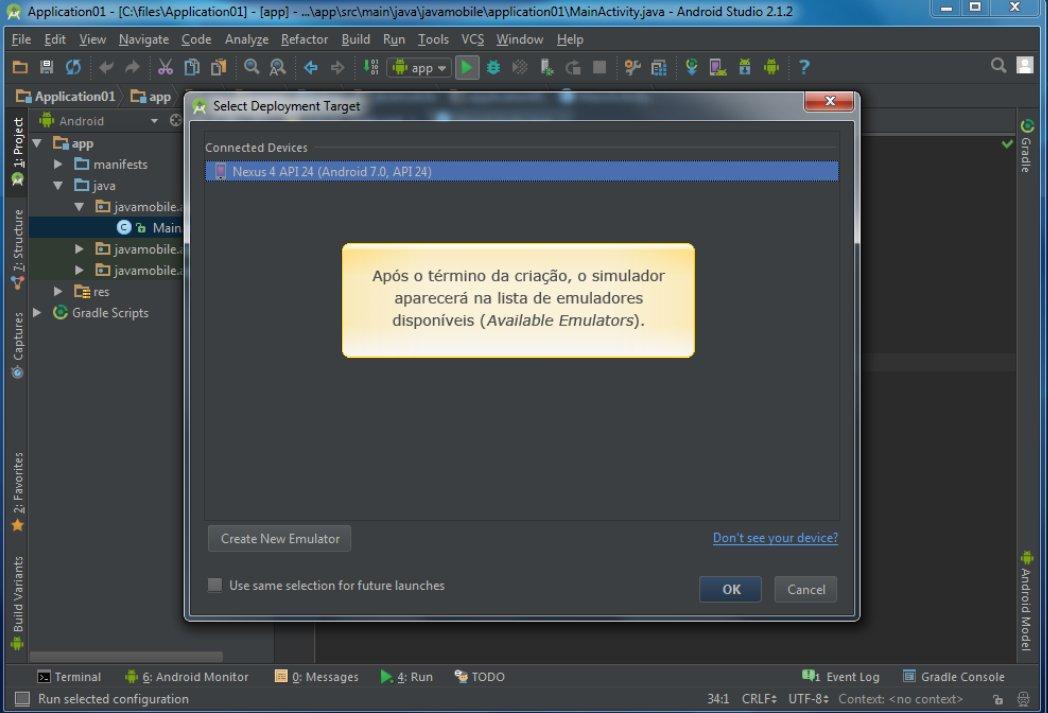 Application01 - [C:\files\Application01] - [app] - ...\app\src\main\java\javamobile\application01\MainActivity.java - Android Studio 2.1.2
File Edit View Navigate Code Analyze Refactor Build Run Tools VCS Window Help
app
Application01 app
Select Deployment Target
1: Project
Android
app
manifests
java
javamobile.a
Main
javamobile.a
javamobile.a
res
Gradle Scripts
7: Structure
Captures
2: Favorites
Build Variants
Connected Devices
Nexus 4 API 24 (Android 7.0, API 24)
Após o término da criação, o simulador
aparecerá na lista de emuladores
disponíveis (Available Emulators).
Create New Emulator
Don't see your device?
Use same selection for future launches
OK Cancel
Gradle
Android Model
Terminal 6: Android Monitor 0: Messages 4: Run TODO 1 Event Log Gradle Console
Run selected configuration 34:1 CRLF UTF-8 Context: <no context>